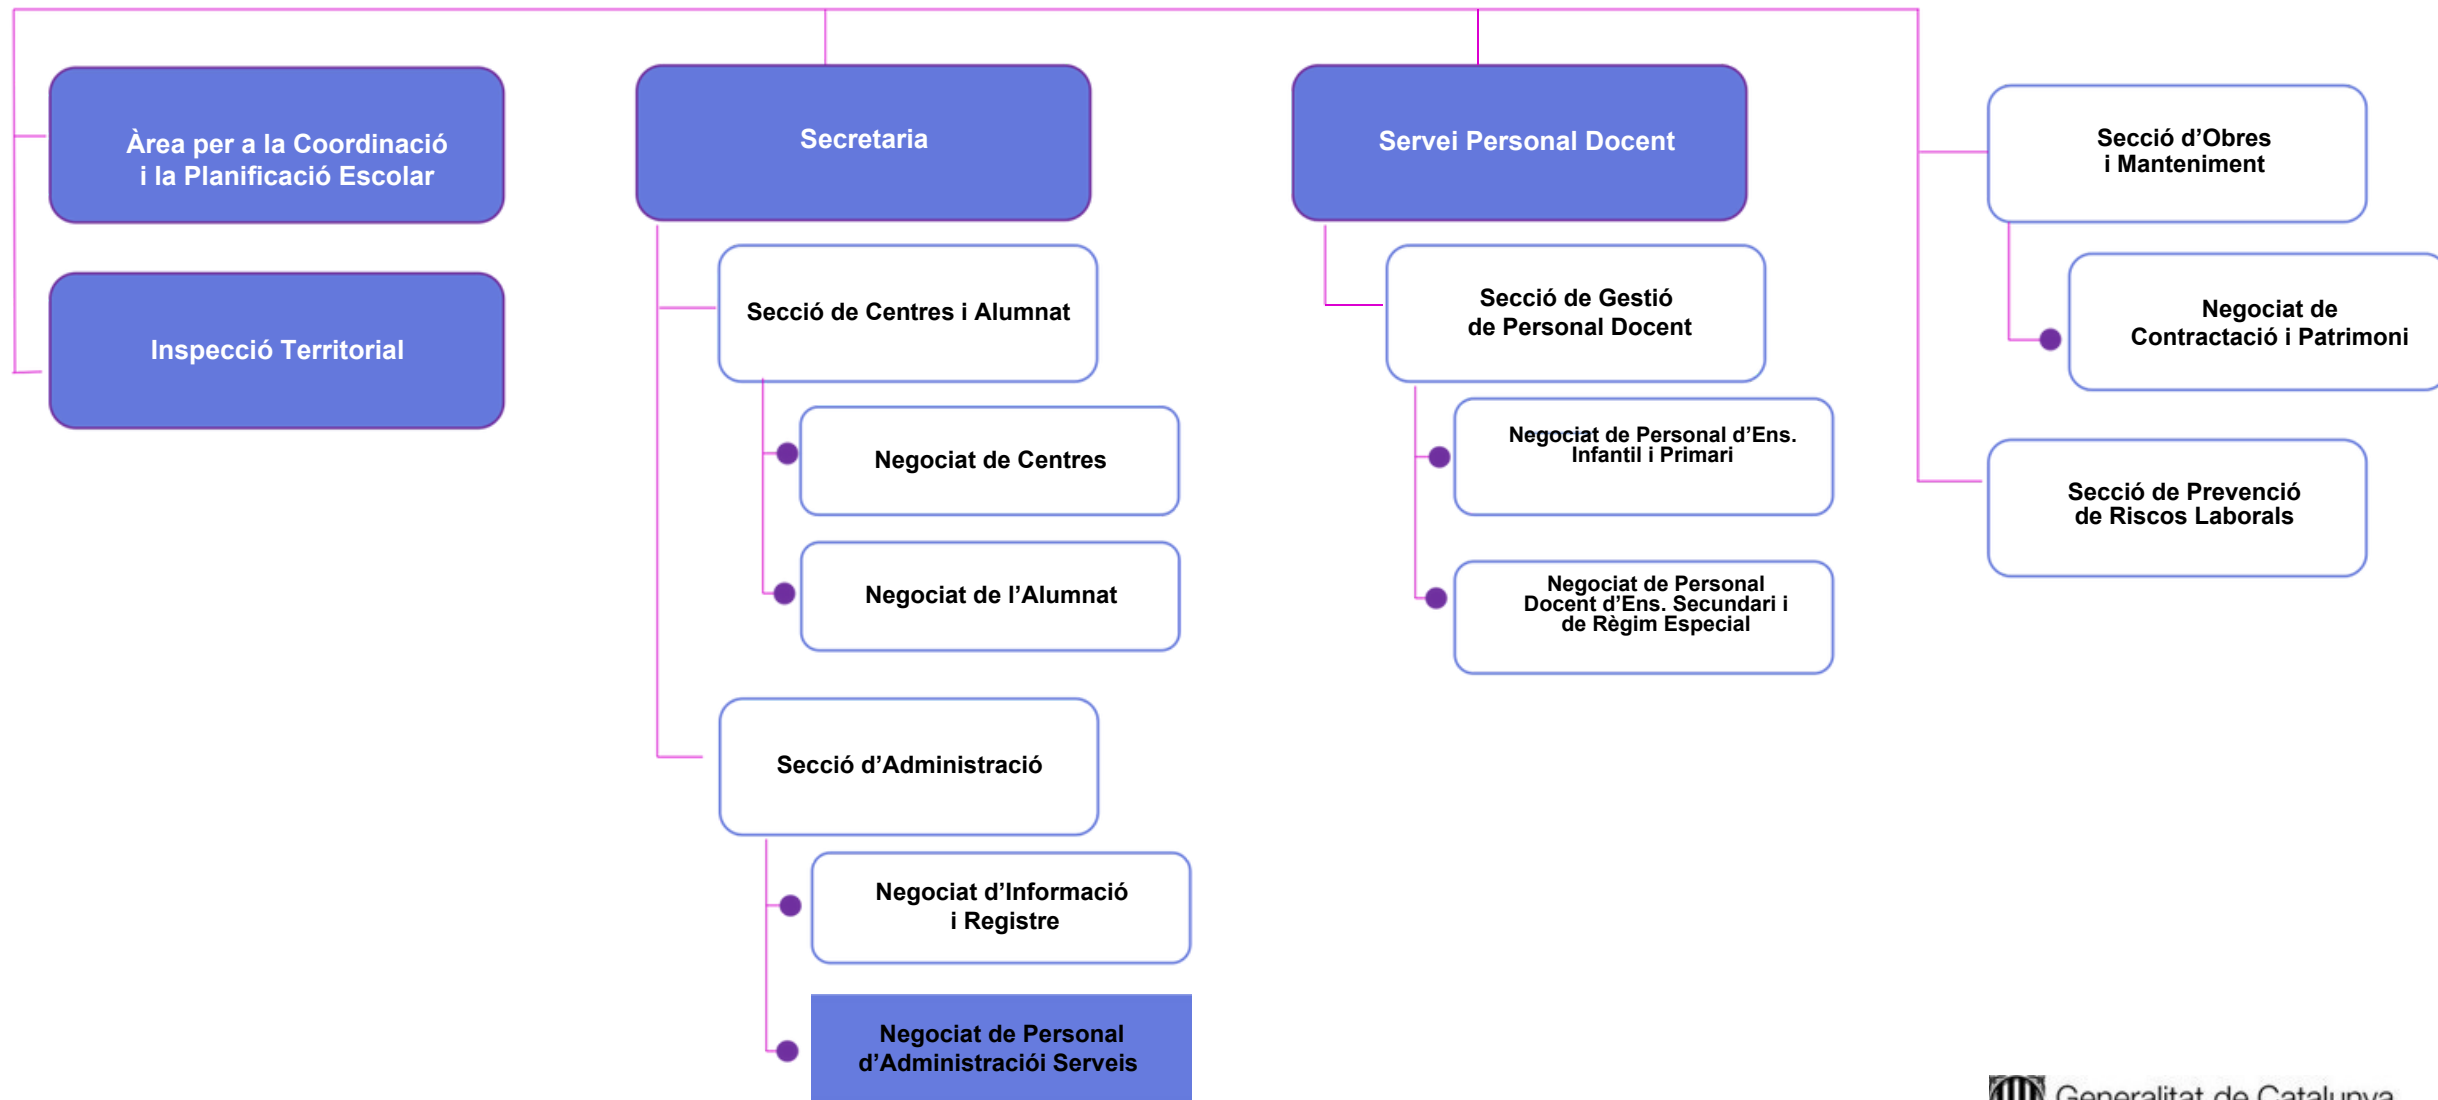 Àrea per a la Coordinació
i la Planificació Escolar
Inspecció Territorial
Secretaria
Secció de Centres i Alumnat
Negociat de Centres
Negociat de l’Alumnat
Secció d’Administració
Negociat d’Informació
i Registre
Negociat de Personal
d’Administracíói Serveis
Servei Personal Docent
Secció de Gestió
de Personal Docent
Negociat de Personal d’Ens.
Infantil i Primari
Negociat de Personal
Docent d’Ens. Secundari i
de Règim Especial
Secció d’Obres
i Manteniment
Negociat de
Contractació i Patrimoni
Secció de Prevenció
de Riscos Laborals
Generalitat de Catalunya